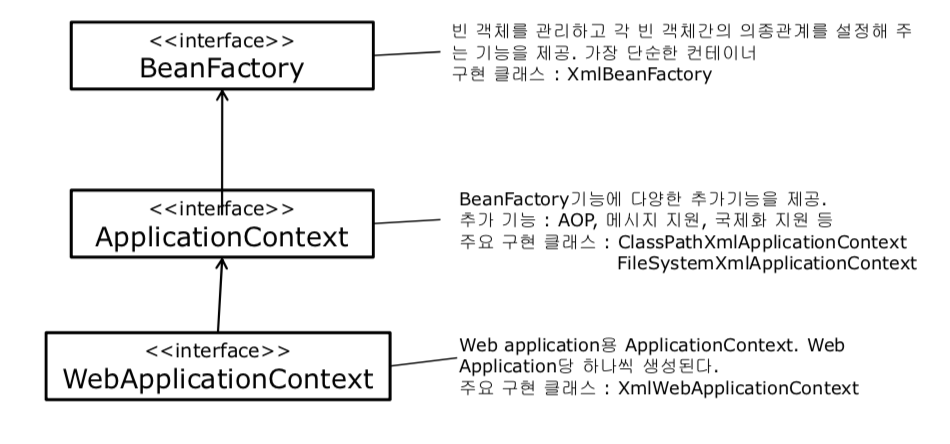 <<interface>>
BeanFactory
빈 객체를 관리하고 각 빈 객체간의 의종관계를 설정해 주
는 기능을 제공. 가장 단순한 컨테이너
구현 클래스 : XmlBeanFactory
<<interface>>
ApplicationContext
BeanFactory기능에 다양한 추가기능을 제공.
추가 기능 : AOP, 메시지 지원, 국제화 지원 등
주요 구현 클래스 : ClassPathXmlApplicationContext
FileSystemXmlApplicationContext
<<interface>>
WebApplicationContext
Web application용 ApplicationContext. Web
Application당 하나씩 생성된다.
주요 구현 클래스 : XmlWebApplicationContext